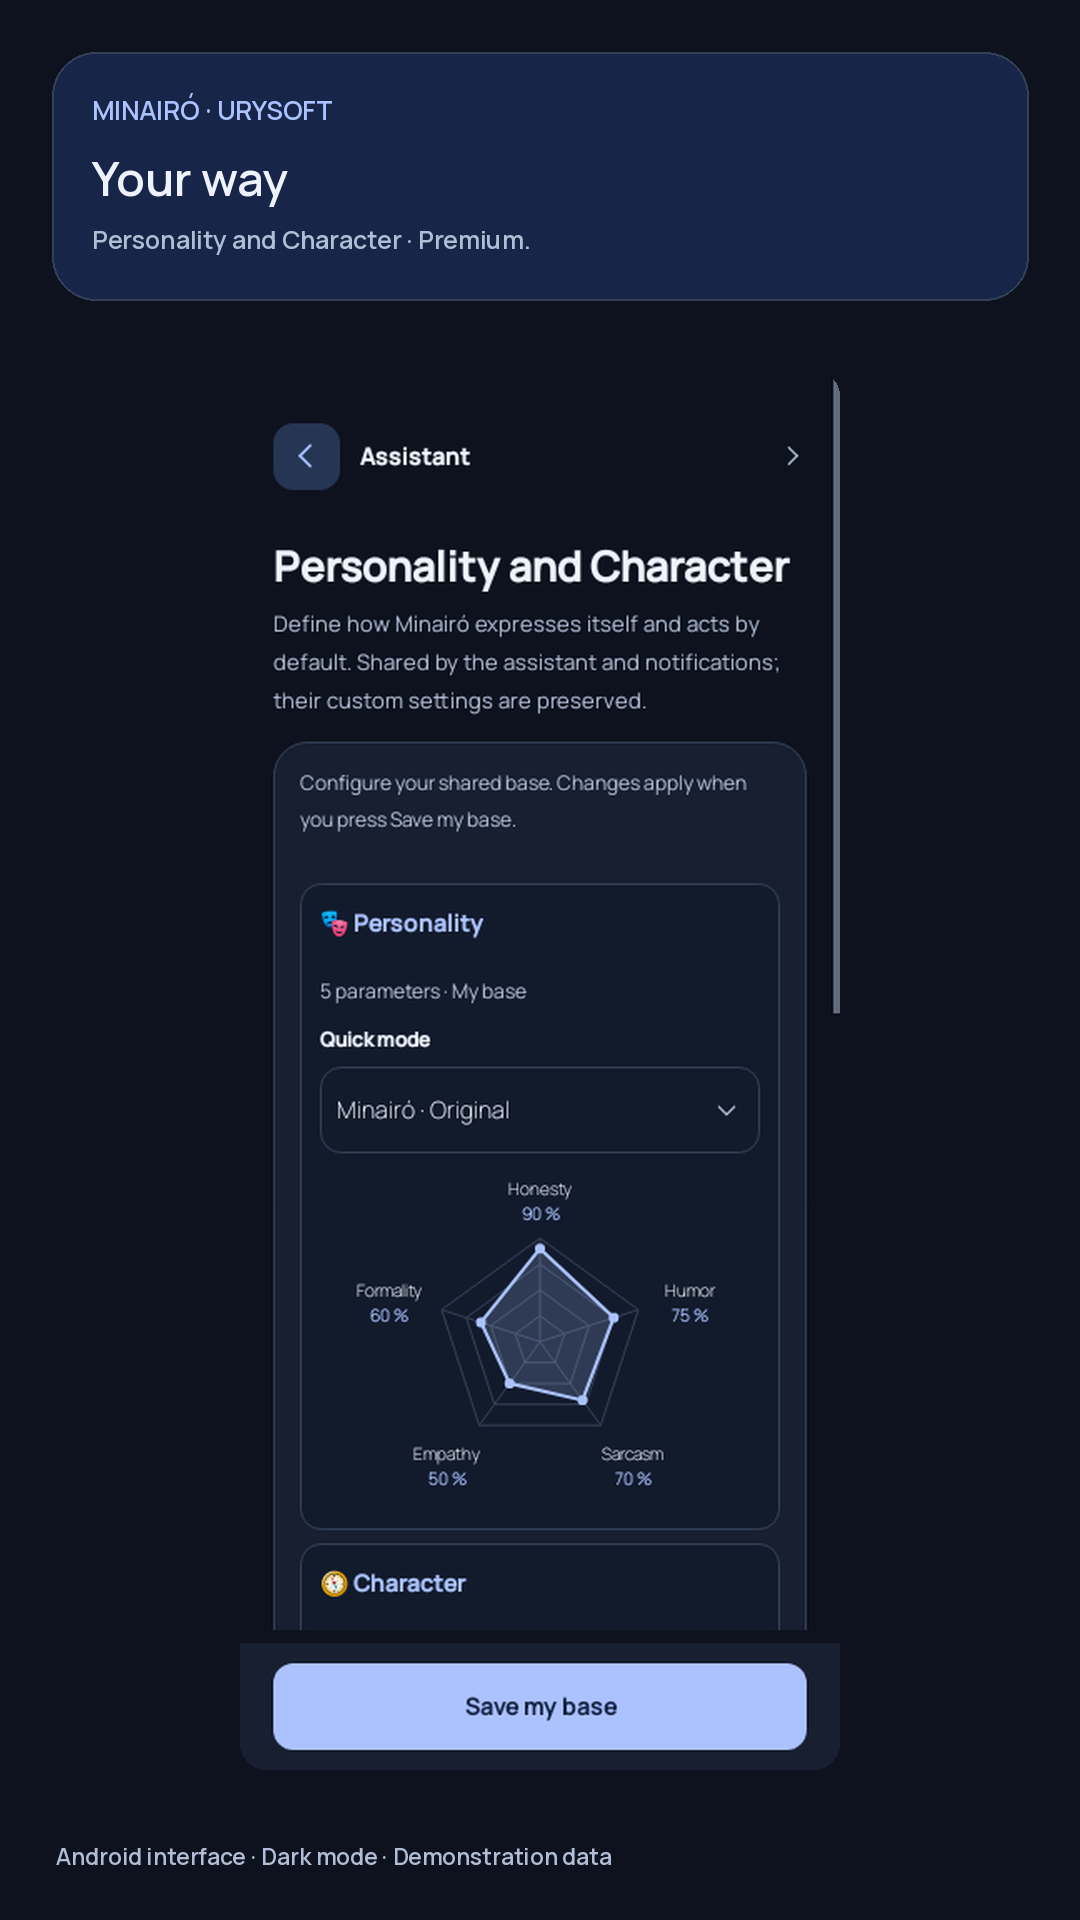 MINAIRÓ · URYSOFT
Your way
Personality and Character · Premium.
Assistant
Personality and Character
Define how Minairó expresses itself and acts by
default. Shared by the assistant and notifications;
their custom settings are preserved.
Configure your shared base. Changes apply when
you press Save my base.
🎭 Personality
5 parameters · My base
Quick mode
Minairó · Original
Honesty
90 %
Formality
60 %
Humor
75 %
Empathy
50 %
Sarcasm
70 %
🧭 Character
Save my base
Android interface · Dark mode · Demonstration data